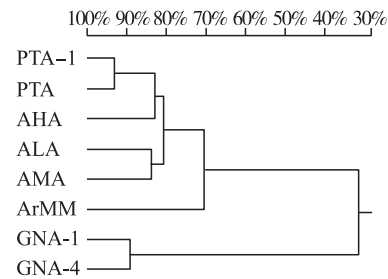 100% 90% 80% 70% 60% 50% 40% 30%
PTA-1
PTA
AHA
ALA
AMA
ArMM
GNA-1
GNA-4